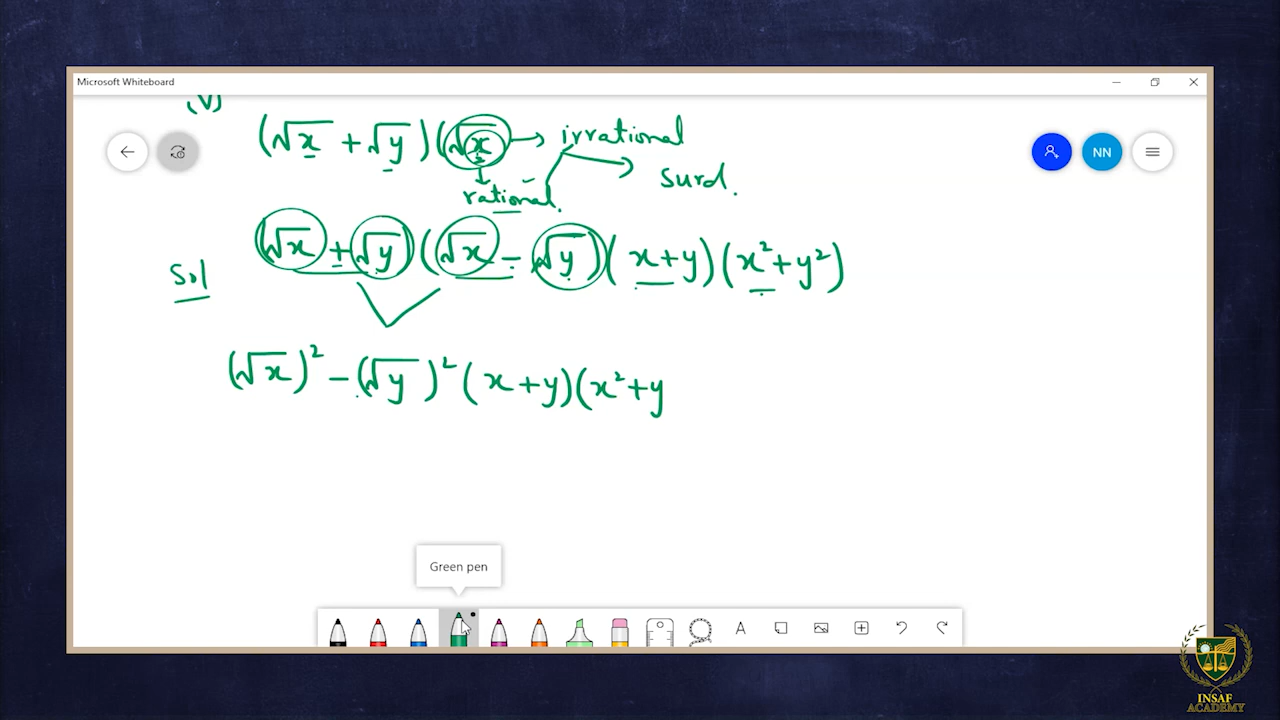 Microsoft Whiteboard
(v)
(√x + √y)(√x → irrational
surd.
rational.
NN
Sol (√x + √y)(√x - √y)(x+y)(x²+y²)
(√x)² - (√y)² (x+y)(x²+y
Green pen
A
INSAF
ACADEMY